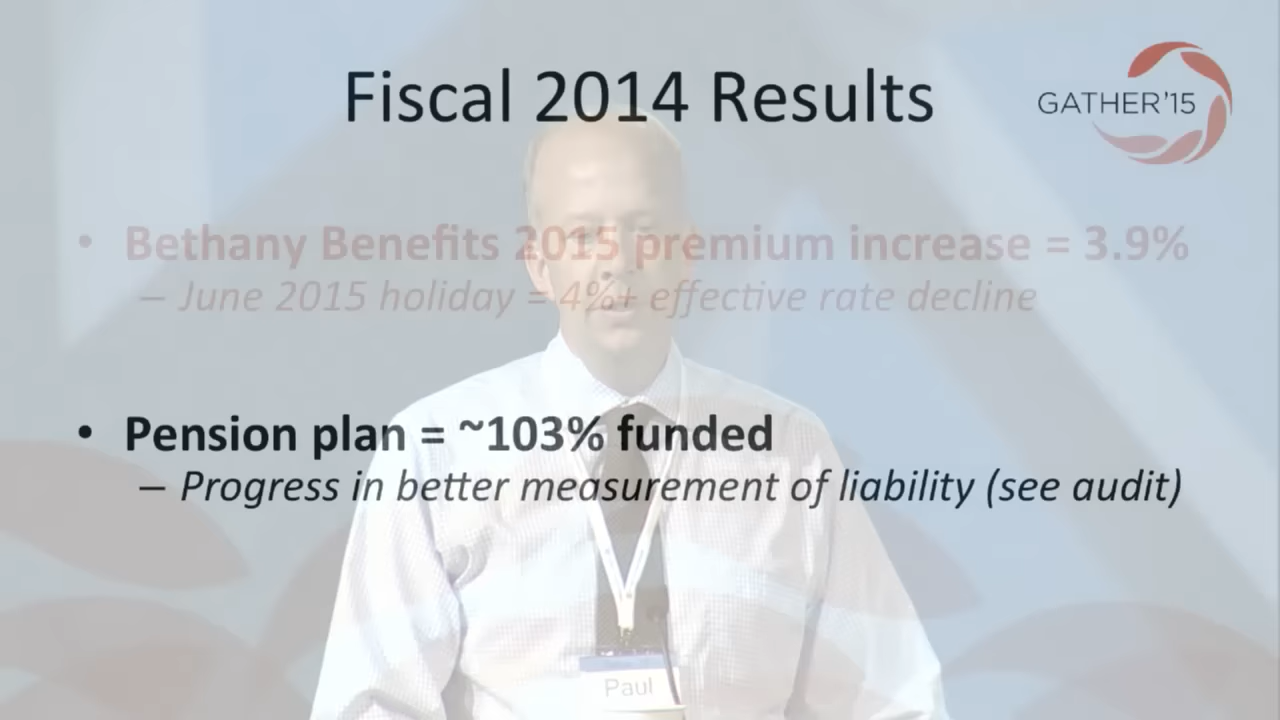 Fiscal 2014 Results
GATHER'15
• Bethany Benefits 2015 premium increase = 3.9%
– June 2015 holiday = 4%+ effective rate decline
• Pension plan = ~103% funded
– Progress in better measurement of liability (see audit)
Paul